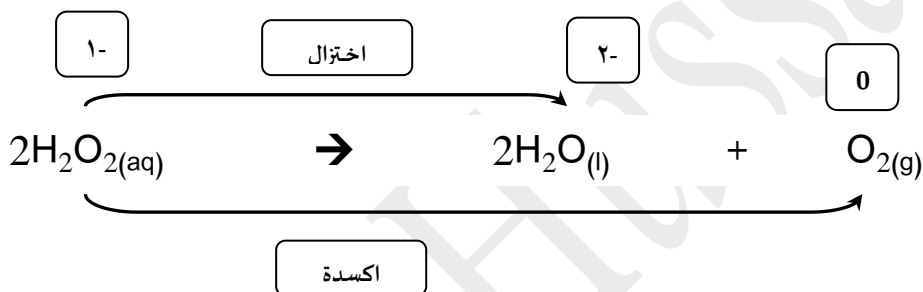 -١ اختزال -٢ 0
2H₂O₂(aq) ➔ 2H₂O(l) + O₂(g)
اكسدة